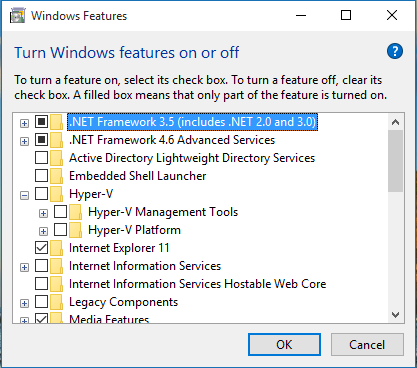 Windows Features
Turn Windows features on or off
To turn a feature on, select its check box. To turn a feature off, clear its
check box. A filled box means that only part of the feature is turned on.
.NET Framework 3.5 (includes .NET 2.0 and 3.0)
.NET Framework 4.6 Advanced Services
Active Directory Lightweight Directory Services
Embedded Shell Launcher
Hyper-V
Hyper-V Management Tools
Hyper-V Platform
Internet Explorer 11
Internet Information Services
Internet Information Services Hostable Web Core
Legacy Components
Media Features
OK Cancel